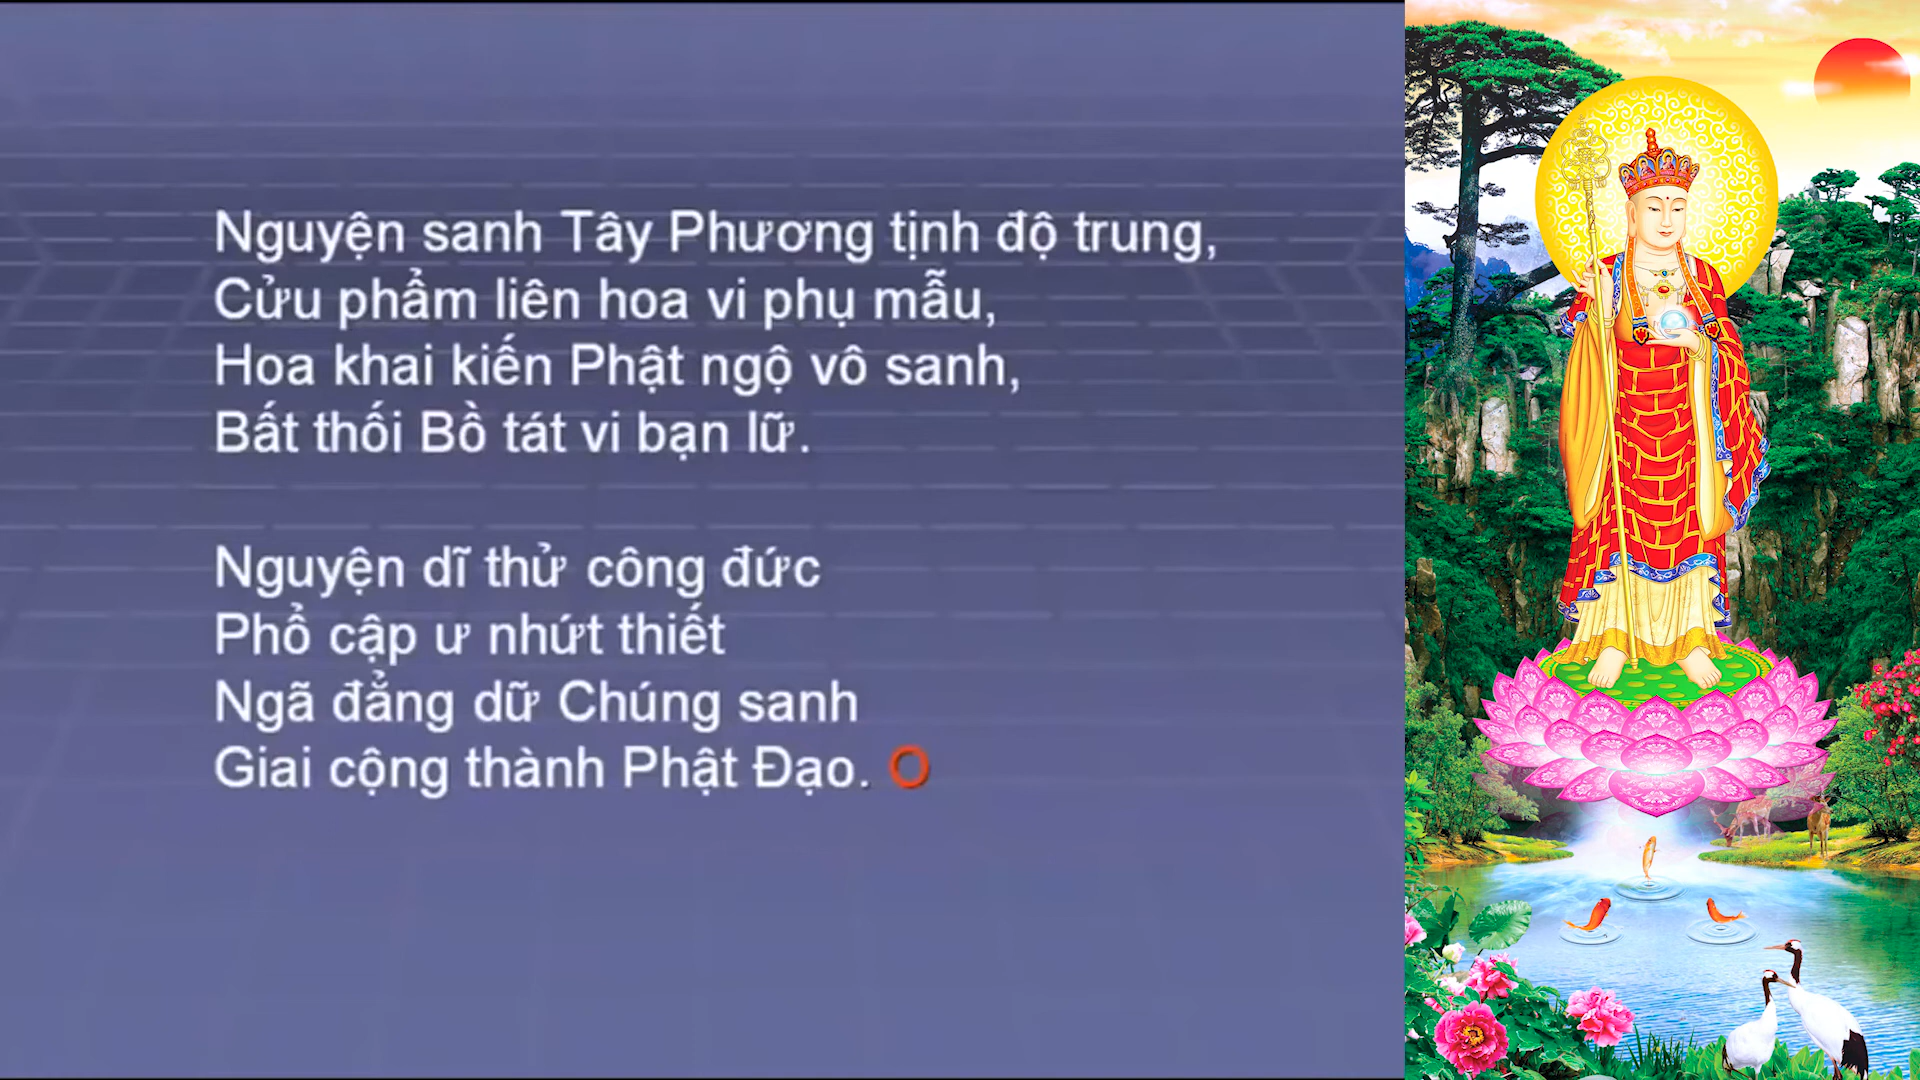 Nguyện sanh Tây Phương tịnh độ trung,
Cửu phẩm liên hoa vi phụ mẫu,
Hoa khai kiến Phật ngộ vô sanh,
Bất thối Bồ tát vi bạn lữ.
Nguyện dĩ thử công đức
Phổ cập ư nhứt thiết
Ngã đẳng dữ Chúng sanh
Giai cộng thành Phật Đạo. O